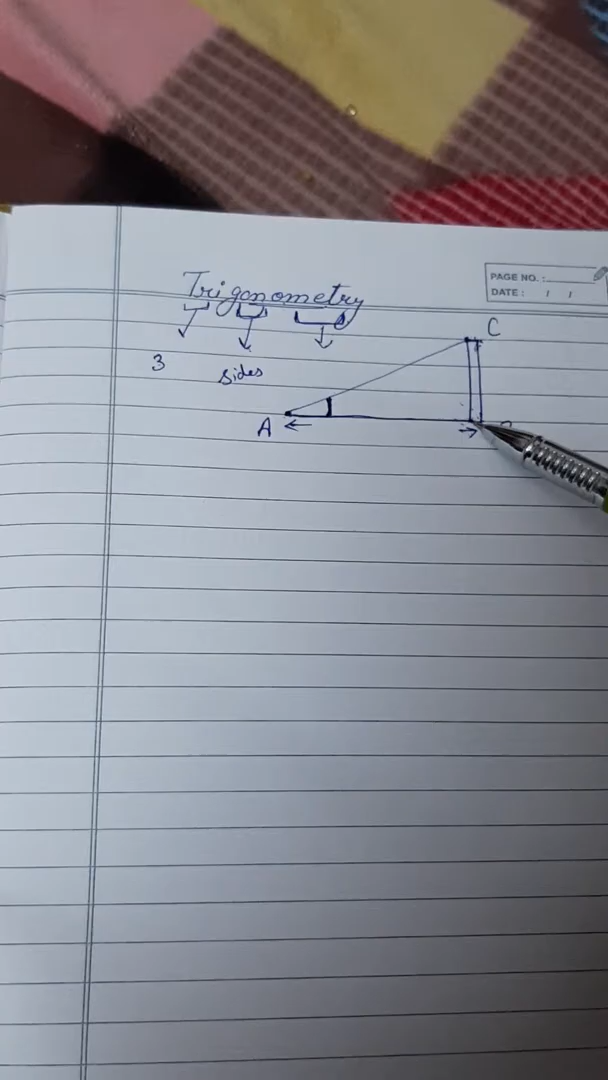 PAGE NO. :
DATE : / /
Trigonometry
C
3
sides
A